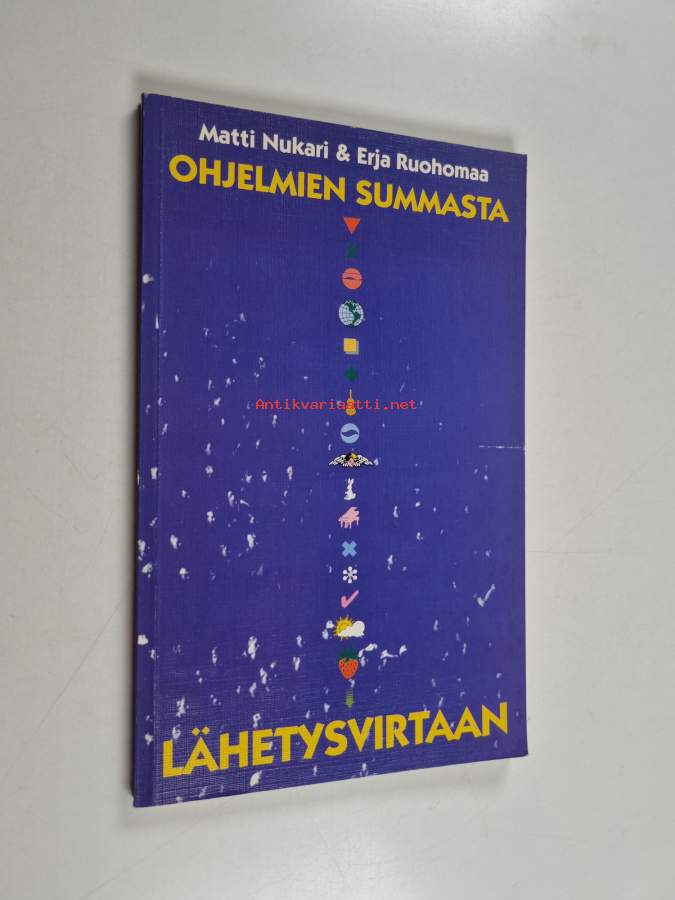 Matti Nukari & Erja Ruohomaa
OHJELMIEN SUMMASTA
Antikvariaatti.net
LÄHETYSVIRTAAN